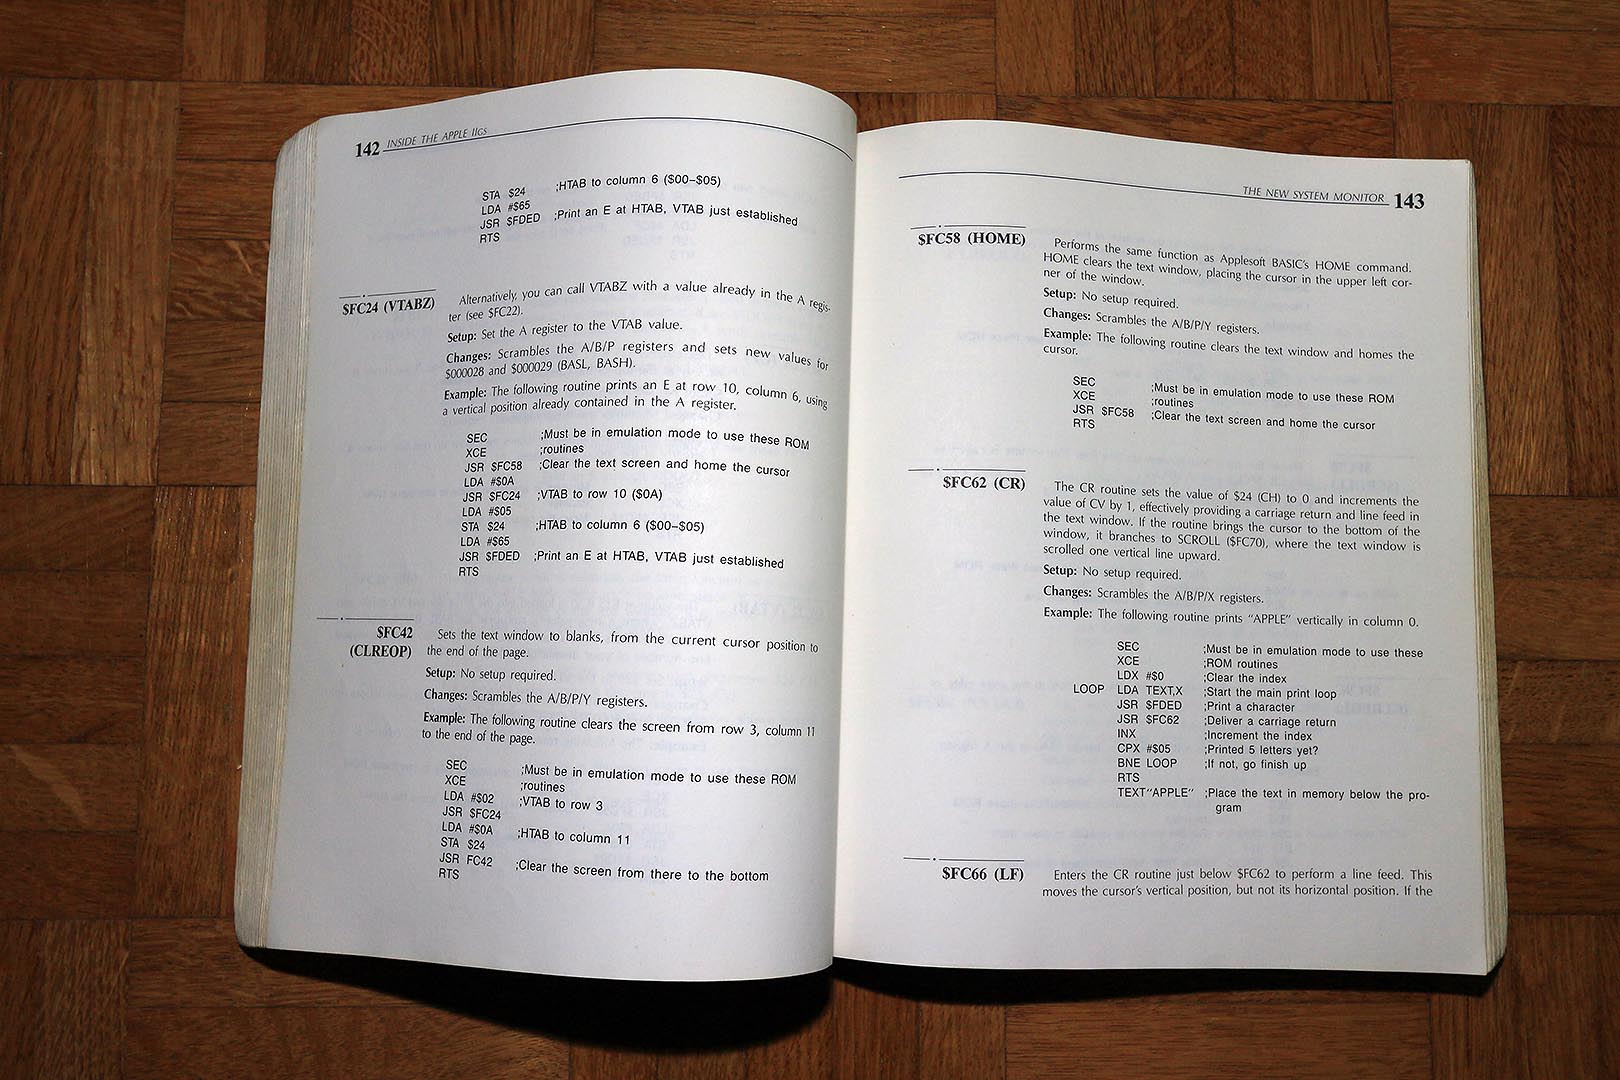 142 INSIDE THE APPLE IIGS
STA $24 ;HTAB to column 6 ($00–$05)
LDA #$65
JSR $FDED ;Print an E at HTAB, VTAB just established
RTS
$FC24 (VTABZ)
Alternatively, you can call VTABZ with a value already in the A regis-
ter (see $FC22).
Setup: Set the A register to the VTAB value.
Changes: Scrambles the A/B/P registers and sets new values for
$000028 and $000029 (BASL, BASH).
Example: The following routine prints an E at row 10, column 6, using
a vertical position already contained in the A register.
SEC ;Must be in emulation mode to use these ROM
XCE ;routines
JSR $FC58 ;Clear the text screen and home the cursor
LDA #$0A
JSR $FC24 ;VTAB to row 10 ($0A)
LDA #$05
STA $24 ;HTAB to column 6 ($00–$05)
LDA #$65
JSR $FDED ;Print an E at HTAB, VTAB just established
RTS
$FC42
(CLREOP)
Sets the text window to blanks, from the current cursor position to
the end of the page.
Setup: No setup required.
Changes: Scrambles the A/B/P/Y registers.
Example: The following routine clears the screen from row 3, column 11
to the end of the page.
SEC ;Must be in emulation mode to use these ROM
XCE ;routines
LDA #$02 ;VTAB to row 3
JSR $FC24
LDA #$0A ;HTAB to column 11
STA $24
JSR FC42 ;Clear the screen from there to the bottom
RTS
THE NEW SYSTEM MONITOR 143
$FC58 (HOME)
Performs the same function as Applesoft BASIC's HOME command.
HOME clears the text window, placing the cursor in the upper left cor-
ner of the window.
Setup: No setup required.
Changes: Scrambles the A/B/P/Y registers.
Example: The following routine clears the text window and homes the
cursor.
SEC ;Must be in emulation mode to use these ROM
XCE ;routines
JSR $FC58 ;Clear the text screen and home the cursor
RTS
$FC62 (CR)
The CR routine sets the value of $24 (CH) to 0 and increments the
value of CV by 1, effectively providing a carriage return and line feed in
the text window. If the routine brings the cursor to the bottom of the
window, it branches to SCROLL ($FC70), where the text window is
scrolled one vertical line upward.
Setup: No setup required.
Changes: Scrambles the A/B/P/X registers.
Example: The following routine prints "APPLE" vertically in column 0.
SEC ;Must be in emulation mode to use these
XCE ;ROM routines
LDX #$0 ;Clear the index
LOOP LDA TEXT,X ;Start the main print loop
JSR $FDED ;Print a character
JSR $FC62 ;Deliver a carriage return
INX ;Increment the index
CPX #$05 ;Printed 5 letters yet?
BNE LOOP ;If not, go finish up
RTS
TEXT"APPLE" ;Place the text in memory below the pro-
gram
$FC66 (LF)
Enters the CR routine just below $FC62 to perform a line feed. This
moves the cursor's vertical position, but not its horizontal position. If the